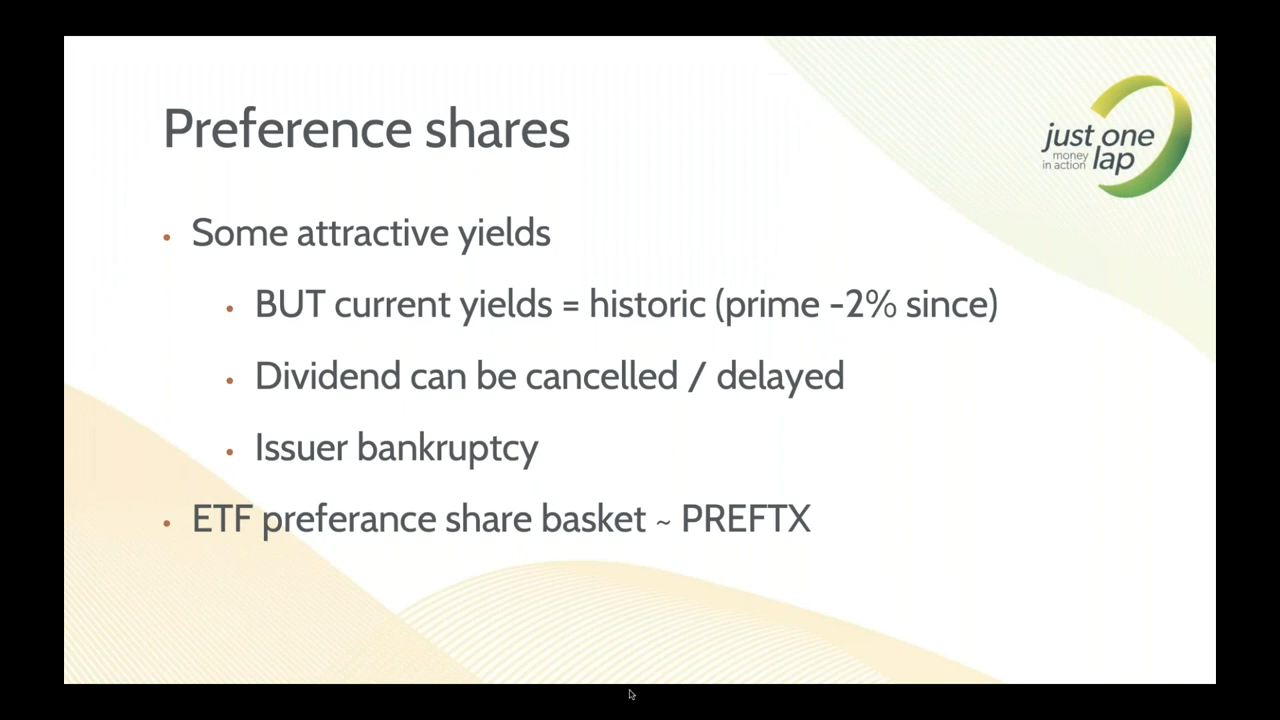 Preference shares
just one
money
in action lap
• Some attractive yields
• BUT current yields = historic (prime -2% since)
• Dividend can be cancelled / delayed
• Issuer bankruptcy
• ETF preferance share basket ~ PREFTX